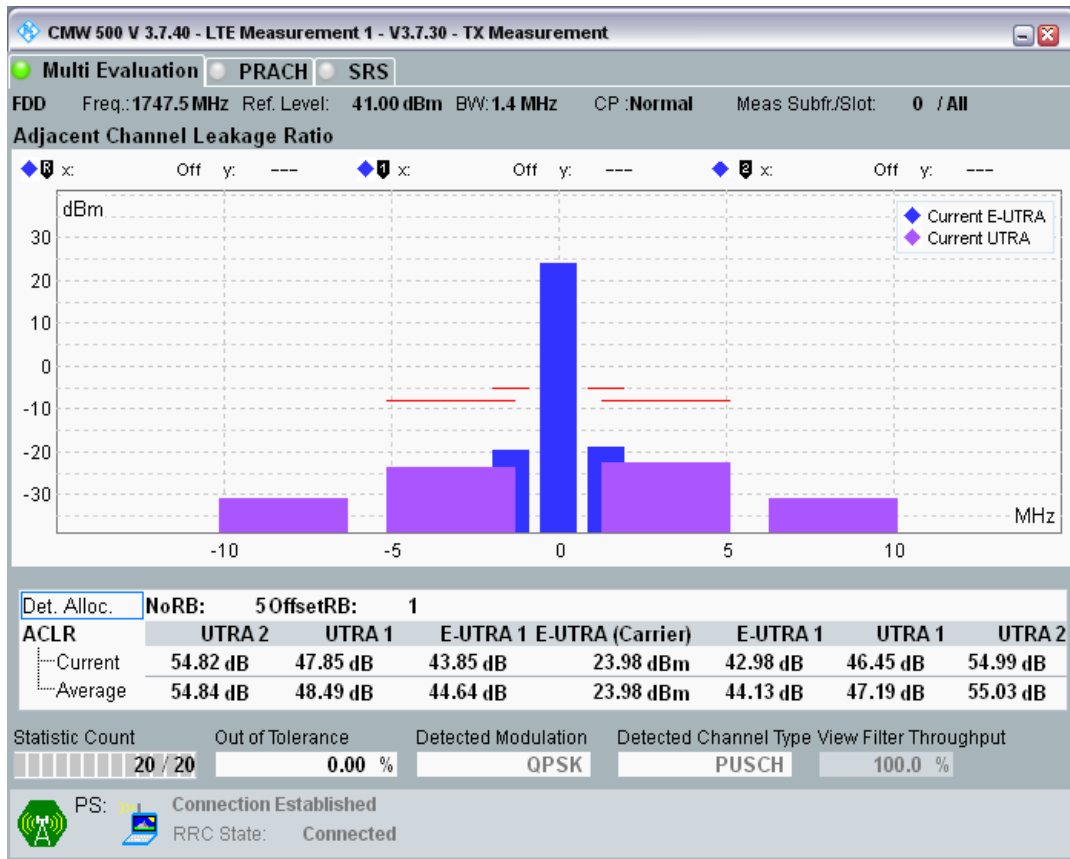 CMW 500 V 3.7.40 - LTE Measurement 1 - V3.7.30 - TX Measurement
Multi Evaluation PRACH SRS
FDD Freq.: 1747.5 MHz Ref. Level: 41.00 dBm BW: 1.4 MHz CP :Normal Meas Subfr./Slot: 0 / All
Adjacent Channel Leakage Ratio
R x: Off y: --- 1 x: Off y: --- 2 x: Off y: ---
dBm
Current E-UTRA
Current UTRA
30
20
10
0
-10
-20
-30
MHz
-10 -5 0 5 10
Det. Alloc. NoRB: 5 OffsetRB: 1
ACLR UTRA 2 UTRA 1 E-UTRA 1 E-UTRA (Carrier) E-UTRA 1 UTRA 1 UTRA 2
Current 54.82 dB 47.85 dB 43.85 dB 23.98 dBm 42.98 dB 46.45 dB 54.99 dB
Average 54.84 dB 48.49 dB 44.64 dB 23.98 dBm 44.13 dB 47.19 dB 55.03 dB
Statistic Count Out of Tolerance Detected Modulation Detected Channel Type View Filter Throughput
20 / 20 0.00 % QPSK PUSCH 100.0 %
PS: Connection Established
RRC State: Connected